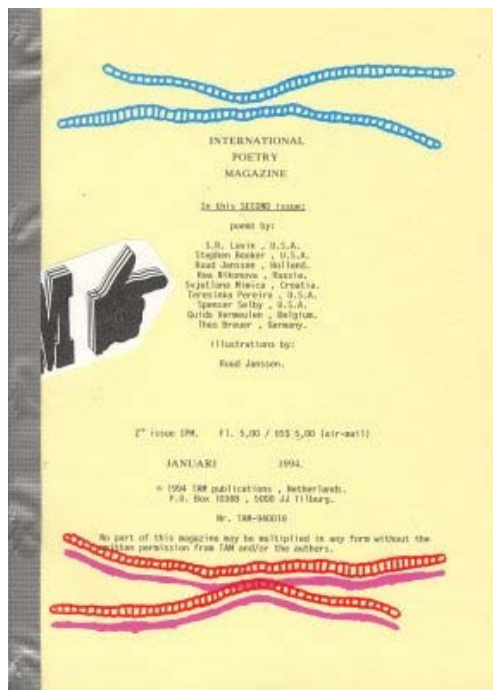 INTERNATIONAL
POETRY
MAGAZINE
In this SECOND issue:
poems by:
S.R. Lavin , U.S.A.
Stephen Booker , U.S.A.
Ruud Janssen , Holland.
Rea Nikonova , Russia.
Svjetlana Mimica , Croatia.
Teresinka Pereira , U.S.A.
Spencer Selby , U.S.A.
Guido Vermeulen , Belgium.
Theo Breuer , Germany.
illustrations by:
Ruud Janssen.
M
2ᵉ issue IPM. fl. 5,00 / US$ 5,00 (air-mail)
JANUARI 1994.
© 1994 TAM publications , Netherlands.
P.O. Box 10388 , 5000 JJ Tilburg.
Nr. TAM-940018
No part of this magazine may be multiplied in any form without the
written permission from TAM and/or the authors.